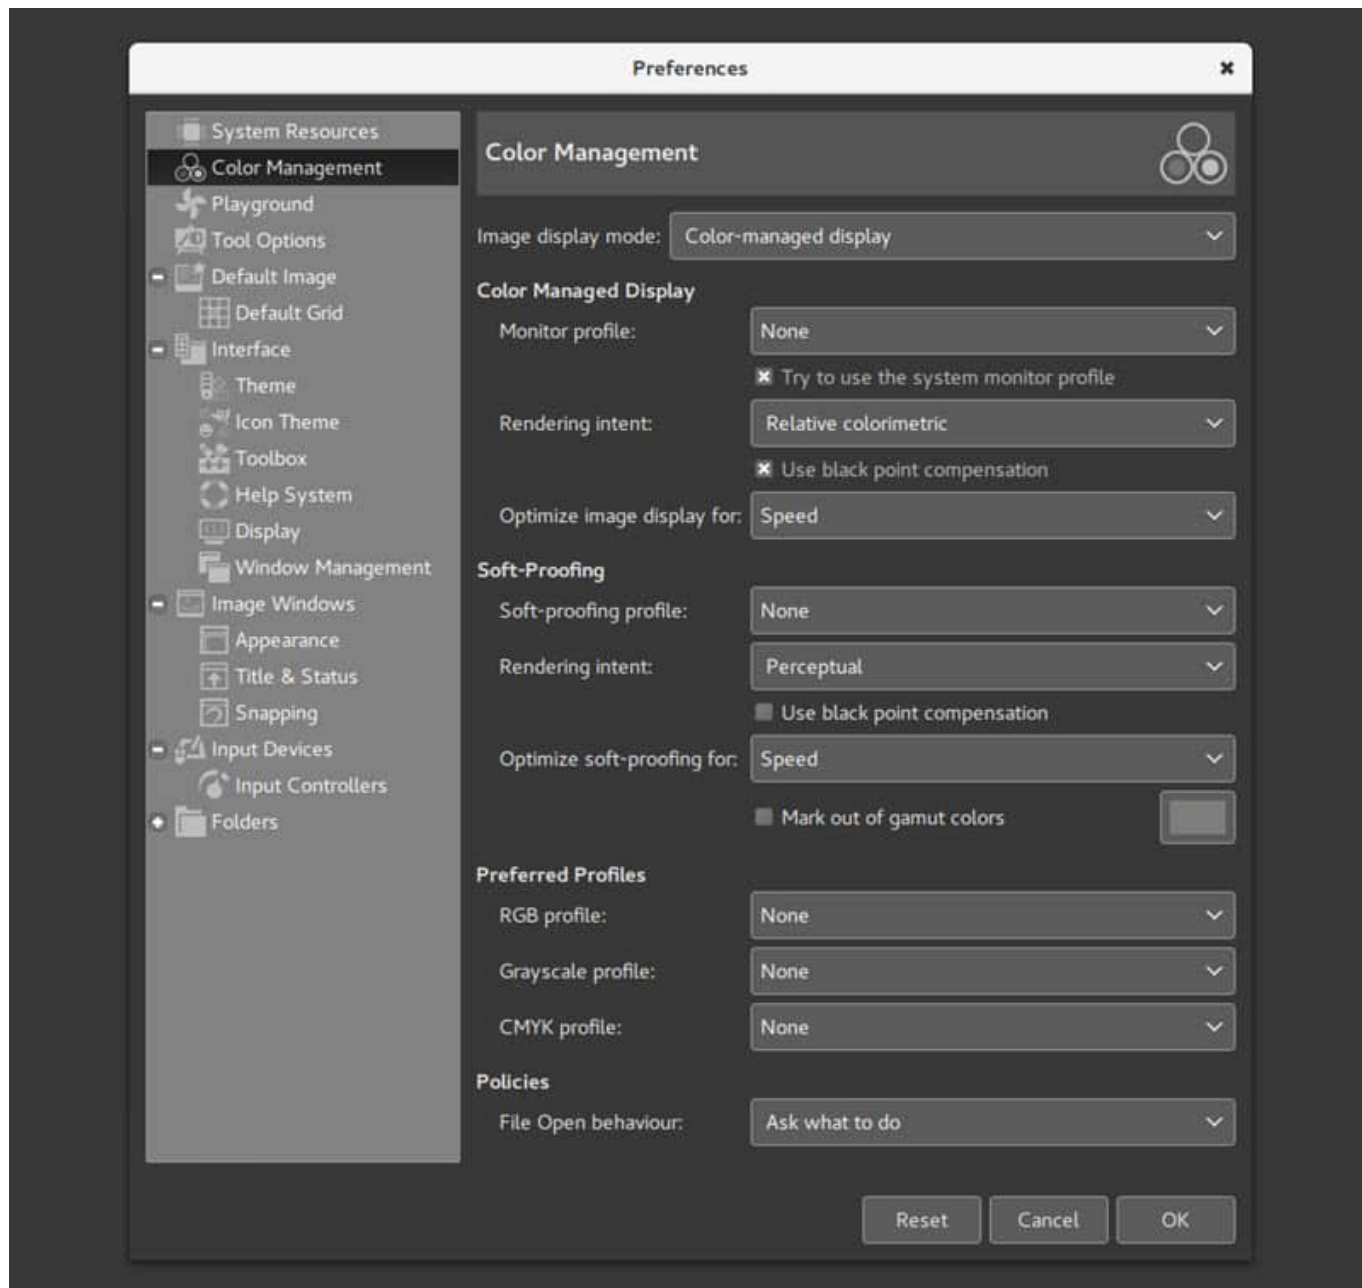 Preferences
System Resources
Color Management
Playground
Tool Options
Default Image
Default Grid
Interface
Theme
Icon Theme
Toolbox
Help System
Display
Window Management
Image Windows
Appearance
Title & Status
Snapping
Input Devices
Input Controllers
Folders
Color Management
Image display mode: Color-managed display
Color Managed Display
Monitor profile: None
Try to use the system monitor profile
Rendering intent: Relative colorimetric
Use black point compensation
Optimize image display for: Speed
Soft-Proofing
Soft-proofing profile: None
Rendering intent: Perceptual
Use black point compensation
Optimize soft-proofing for: Speed
Mark out of gamut colors
Preferred Profiles
RGB profile: None
Grayscale profile: None
CMYK profile: None
Policies
File Open behaviour: Ask what to do
Reset Cancel OK